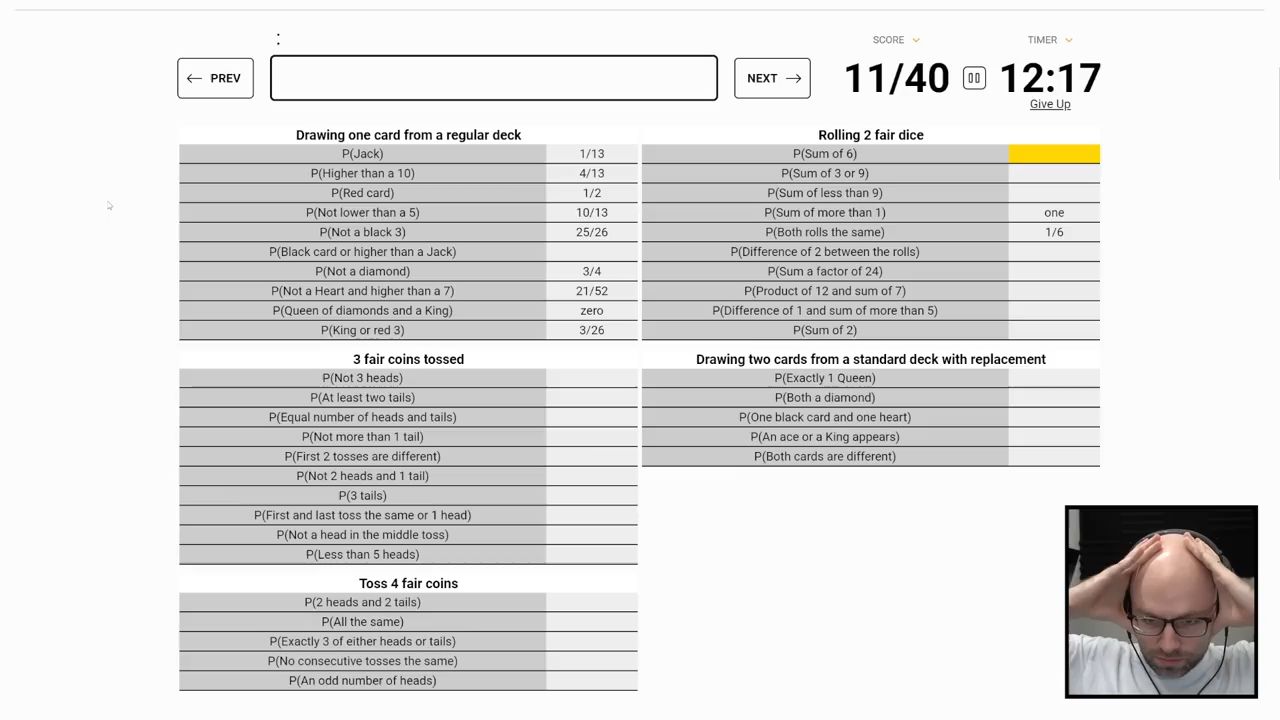 :
SCORE
TIMER
← PREV
NEXT →
11/40
12:17
Give Up
Drawing one card from a regular deck
P(Jack) 1/13
P(Higher than a 10) 4/13
P(Red card) 1/2
P(Not lower than a 5) 10/13
P(Not a black 3) 25/26
P(Black card or higher than a Jack)
P(Not a diamond) 3/4
P(Not a Heart and higher than a 7) 21/52
P(Queen of diamonds and a King) zero
P(King or red 3) 3/26
3 fair coins tossed
P(Not 3 heads)
P(At least two tails)
P(Equal number of heads and tails)
P(Not more than 1 tail)
P(First 2 tosses are different)
P(Not 2 heads and 1 tail)
P(3 tails)
P(First and last toss the same or 1 head)
P(Not a head in the middle toss)
P(Less than 5 heads)
Toss 4 fair coins
P(2 heads and 2 tails)
P(All the same)
P(Exactly 3 of either heads or tails)
P(No consecutive tosses the same)
P(An odd number of heads)
Rolling 2 fair dice
P(Sum of 6)
P(Sum of 3 or 9)
P(Sum of less than 9)
P(Sum of more than 1) one
P(Both rolls the same) 1/6
P(Difference of 2 between the rolls)
P(Sum a factor of 24)
P(Product of 12 and sum of 7)
P(Difference of 1 and sum of more than 5)
P(Sum of 2)
Drawing two cards from a standard deck with replacement
P(Exactly 1 Queen)
P(Both a diamond)
P(One black card and one heart)
P(An ace or a King appears)
P(Both cards are different)